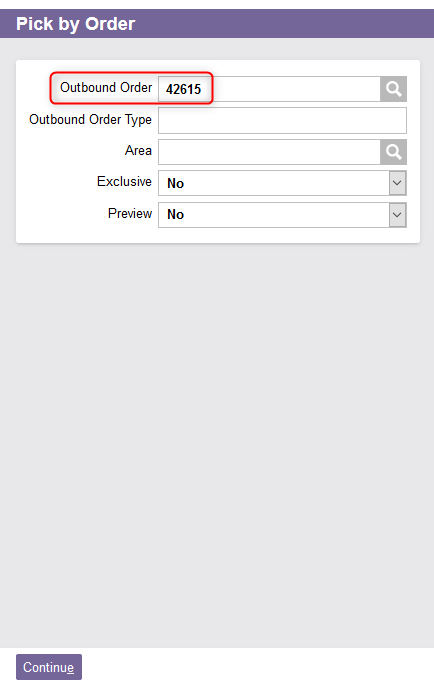 Pick by Order
Outbound Order 42615
Outbound Order Type
Area
Exclusive No
Preview No
Continue